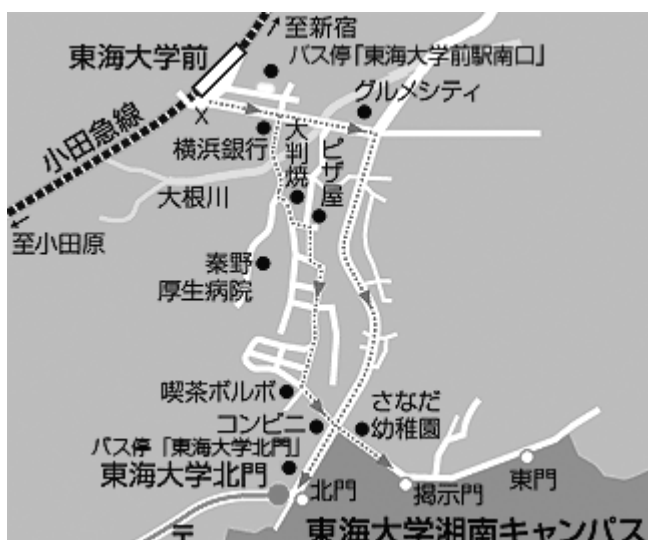 至新宿
東海大学前
バス停「東海大学前駅南口」
グルメシティ
小田急線
横浜銀行
大判焼
ピザ屋
大根川
至小田原
秦野
厚生病院
喫茶ボルボ
コンビニ
さなだ
幼稚園
バス停「東海大学北門」
東海大学北門
北門
掲示門
東門
〒
東海大学湘南キャンパス